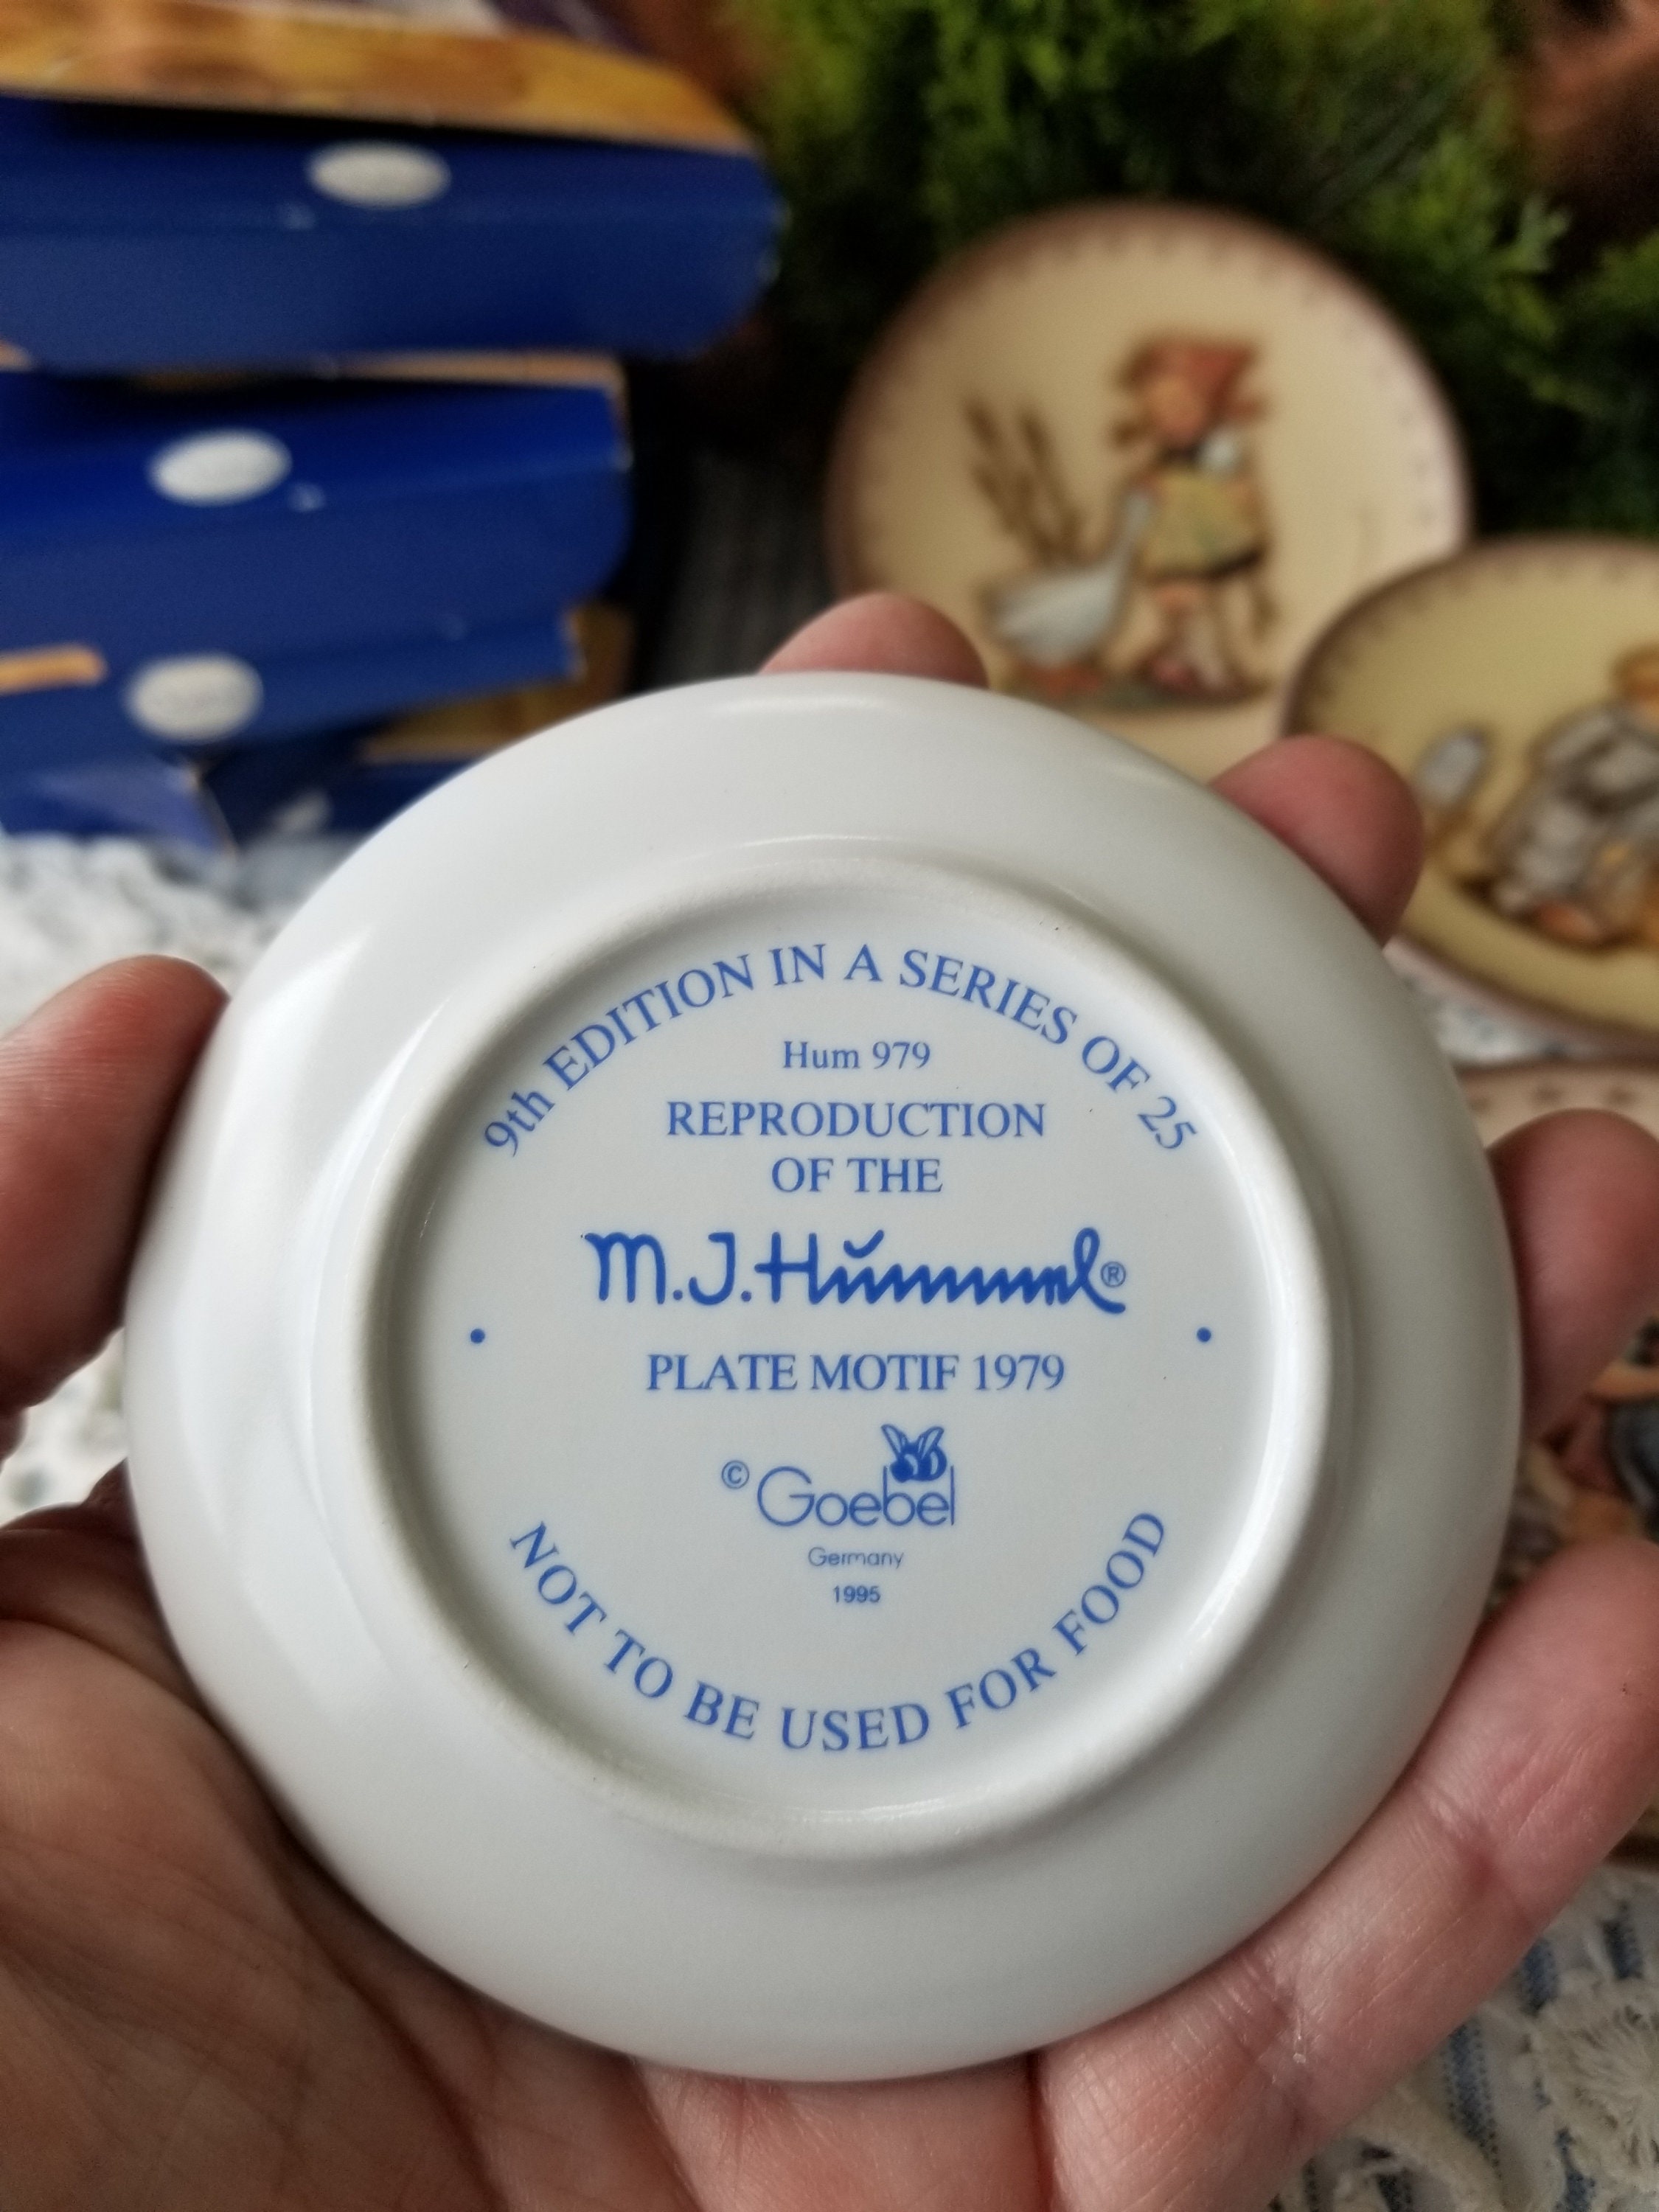 9th EDITION IN A SERIES OF 25
Hum 979
REPRODUCTION
OF THE
M.J.Hummel®
PLATE MOTIF 1979
© Goebel
Germany
1995
NOT TO BE USED FOR FOOD